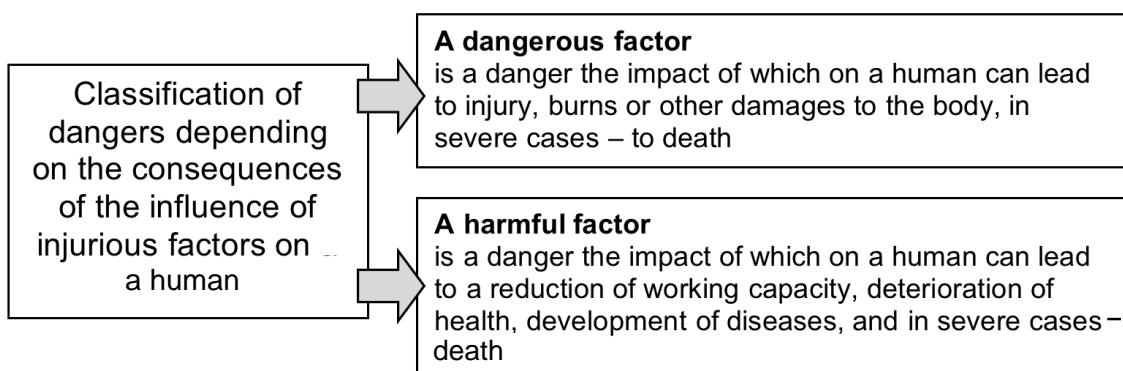 Classification of
dangers depending
on the consequences
of the influence of
injurious factors on
a human
A dangerous factor
is a danger the impact of which on a human can lead
to injury, burns or other damages to the body, in
severe cases – to death
A harmful factor
is a danger the impact of which on a human can lead
to a reduction of working capacity, deterioration of
health, development of diseases, and in severe cases –
death